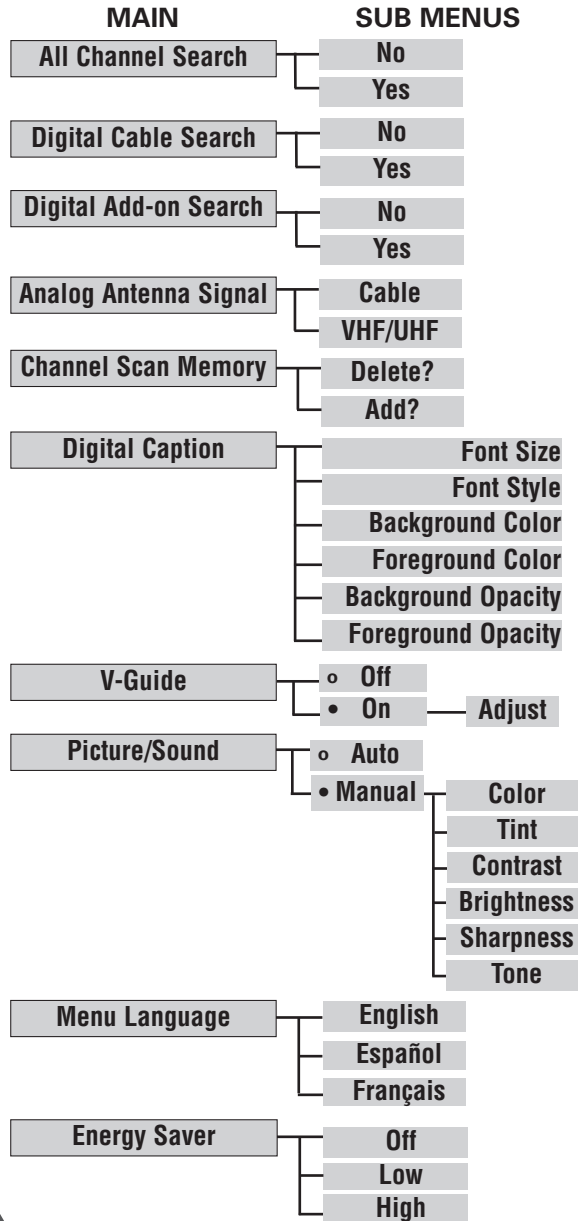 MAIN SUB MENUS
All Channel Search No
Yes
Digital Cable Search No
Yes
Digital Add-on Search No
Yes
Analog Antenna Signal Cable
VHF/UHF
Channel Scan Memory Delete?
Add?
Digital Caption Font Size
Font Style
Background Color
Foreground Color
Background Opacity
Foreground Opacity
V-Guide o Off
• On Adjust
Picture/Sound o Auto
• Manual Color
Tint
Contrast
Brightness
Sharpness
Tone
Menu Language English
Español
Français
Energy Saver Off
Low
High